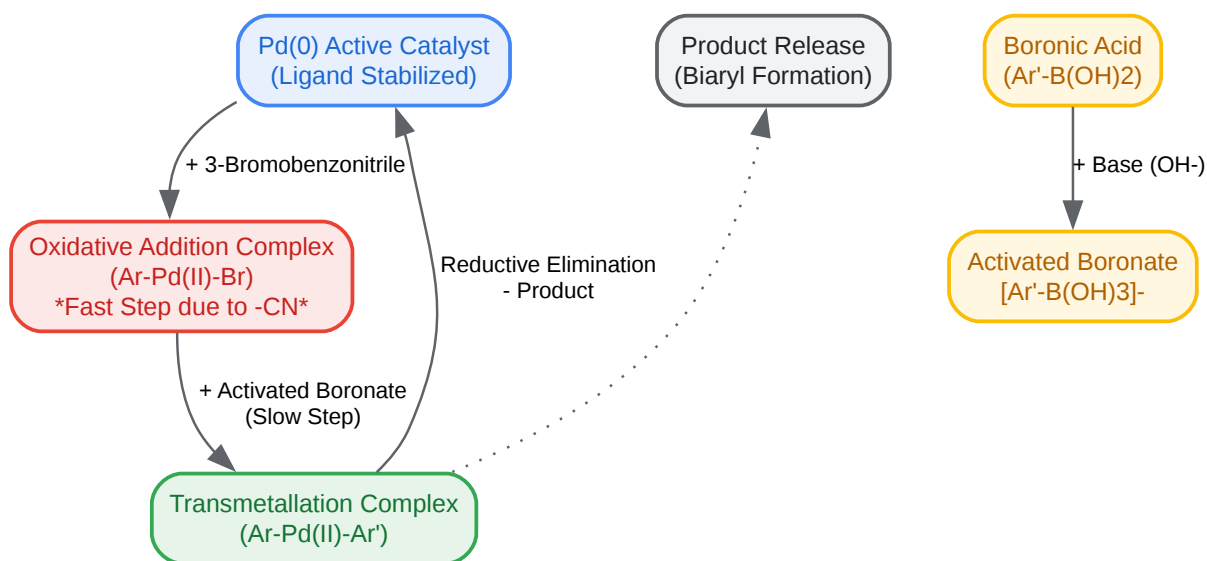 Pd(0) Active Catalyst
(Ligand Stabilized)
Product Release
(Biaryl Formation)
Boronic Acid
(Ar'-B(OH)2)
+ 3-Bromobenzonitrile
+ Base (OH-)
Oxidative Addition Complex
(Ar-Pd(II)-Br)
*Fast Step due to -CN*
Reductive Elimination
- Product
Activated Boronate
[Ar'-B(OH)3]-
+ Activated Boronate
(Slow Step)
Transmetallation Complex
(Ar-Pd(II)-Ar')